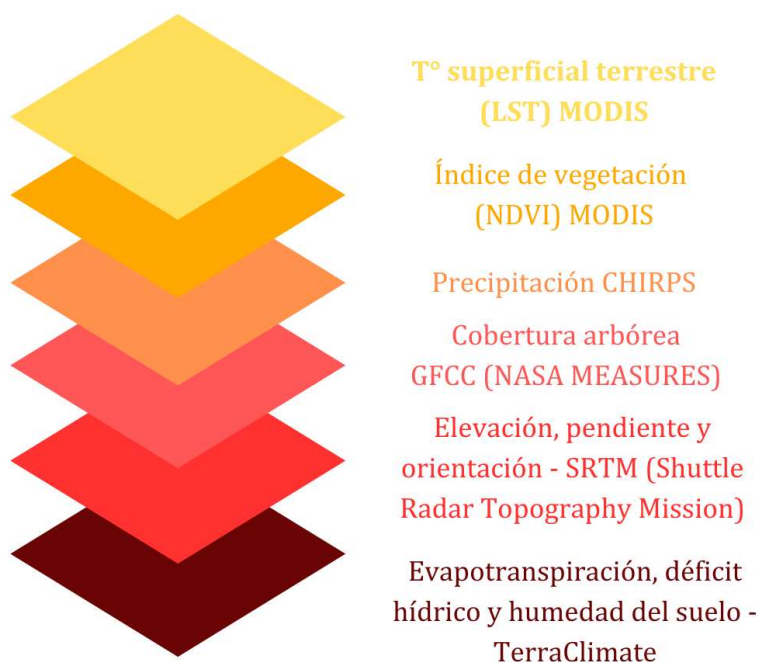 T° superficial terrestre
(LST) MODIS
Índice de vegetación
(NDVI) MODIS
Precipitación CHIRPS
Cobertura arbórea
GFCC (NASA MEASURES)
Elevación, pendiente y
orientación - SRTM (Shuttle
Radar Topography Mission)
Evapotranspiración, déficit
hídrico y humedad del suelo -
TerraClimate